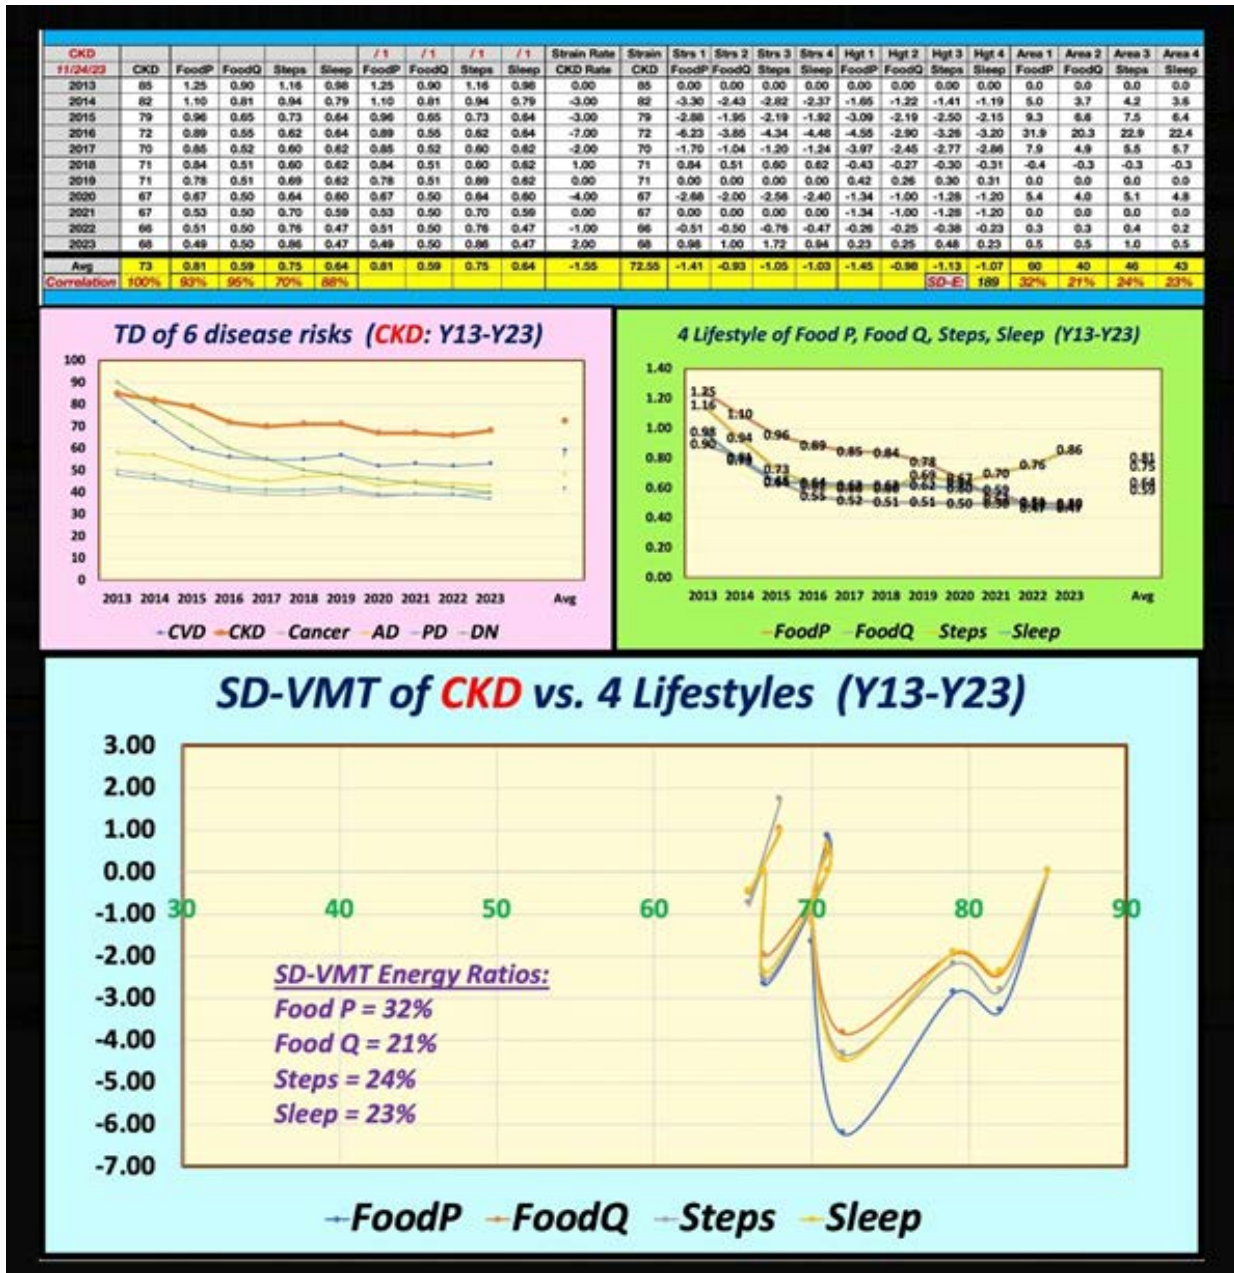 CKD / 1 / 1 / 1 / 1 Strain Rate Strain Strs 1 Strs 2 Strs 3 Strs 4 Hgt 1 Hgt 2 Hgt 3 Hgt 4 Area 1 Area 2 Area 3 Area 4
11/24/23 CKD FoodP FoodQ Steps Sleep FoodP FoodQ Steps Sleep CKD Rate CKD FoodP FoodQ Steps Sleep FoodP FoodQ Steps Sleep FoodP FoodQ Steps Sleep
2013 85 1.25 0.90 1.16 0.98 1.25 0.90 1.16 0.98 0.00 85 0.00 0.00 0.00 0.00 0.00 0.00 0.00 0.00 0.0 0.0 0.0 0.0
2014 82 1.10 0.81 0.94 0.79 1.10 0.81 0.94 0.79 -3.00 82 -3.30 -2.43 -2.82 -2.37 -1.65 -1.22 -1.41 -1.19 5.0 3.7 4.2 3.6
2015 79 0.96 0.65 0.73 0.64 0.96 0.65 0.73 0.64 -3.00 79 -2.88 -1.95 -2.19 -1.92 -3.09 -2.19 -2.50 -2.15 9.3 6.6 7.5 6.4
2016 72 0.89 0.55 0.62 0.64 0.89 0.55 0.62 0.64 -7.00 72 -6.23 -3.85 -4.34 -4.48 -4.55 -2.90 -3.26 -3.20 31.9 20.3 22.9 22.4
2017 70 0.85 0.52 0.60 0.62 0.85 0.52 0.60 0.62 -2.00 70 -1.70 -1.04 -1.20 -1.24 -3.97 -2.45 -2.77 -2.86 7.9 4.9 5.5 5.7
2018 71 0.84 0.51 0.60 0.62 0.84 0.51 0.60 0.62 1.00 71 0.84 0.51 0.60 0.62 -0.43 -0.27 -0.30 -0.31 -0.4 -0.3 -0.3 -0.3
2019 71 0.78 0.51 0.69 0.62 0.78 0.51 0.69 0.62 0.00 71 0.00 0.00 0.00 0.00 0.42 0.26 0.30 0.31 0.0 0.0 0.0 0.0
2020 67 0.67 0.50 0.64 0.60 0.67 0.50 0.64 0.60 -4.00 67 -2.68 -2.00 -2.56 -2.40 -1.34 -1.00 -1.28 -1.20 5.4 4.0 5.1 4.8
2021 67 0.53 0.50 0.70 0.59 0.53 0.50 0.70 0.59 0.00 67 0.00 0.00 0.00 0.00 -1.34 -1.00 -1.28 -1.20 0.0 0.0 0.0 0.0
2022 66 0.51 0.50 0.76 0.47 0.51 0.50 0.76 0.47 -1.00 66 -0.51 -0.50 -0.76 -0.47 -0.26 -0.25 -0.38 -0.23 0.3 0.3 0.4 0.2
2023 68 0.49 0.50 0.86 0.47 0.49 0.50 0.86 0.47 2.00 68 0.98 1.00 1.72 0.94 0.23 0.25 0.48 0.23 0.5 0.5 1.0 0.5
Avg 73 0.81 0.59 0.75 0.64 0.81 0.59 0.75 0.64 -1.55 72.55 -1.41 -0.93 -1.05 -1.03 -1.45 -0.98 -1.13 -1.07 60 40 46 43
Correlation 100% 93% 95% 70% 88% SD-E: 189 32% 21% 24% 23%
TD of 6 disease risks (CKD: Y13-Y23)
100
90
80
70
60
50
40
30
20
10
0
2013 2014 2015 2016 2017 2018 2019 2020 2021 2022 2023 Avg
CVD CKD Cancer AD PD DN
4 Lifestyle of Food P, Food Q, Steps, Sleep (Y13-Y23)
1.40
1.20
1.00
0.80
0.60
0.40
0.20
0.00
1.25
1.16
1.10
0.98
0.90
0.94
0.96
0.89
0.85
0.84
0.78
0.73
0.69
0.70
0.76
0.86
0.55
0.52
0.51
0.51
0.50
0.81
0.75
0.64
0.59
2013 2014 2015 2016 2017 2018 2019 2020 2021 2022 2023 Avg
FoodP FoodQ Steps Sleep
SD-VMT of CKD vs. 4 Lifestyles (Y13-Y23)
3.00
2.00
1.00
0.00
-1.00
-2.00
-3.00
-4.00
-5.00
-6.00
-7.00
30 40 50 60 70 80 90
SD-VMT Energy Ratios:
Food P = 32%
Food Q = 21%
Steps = 24%
Sleep = 23%
FoodP FoodQ Steps Sleep